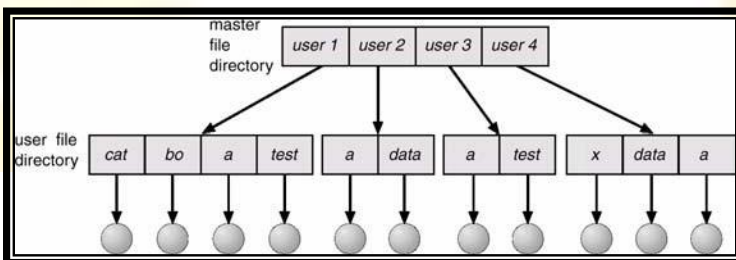 master
file
directory
user 1 user 2 user 3 user 4
user file
directory
cat bo a test a data a test x data a